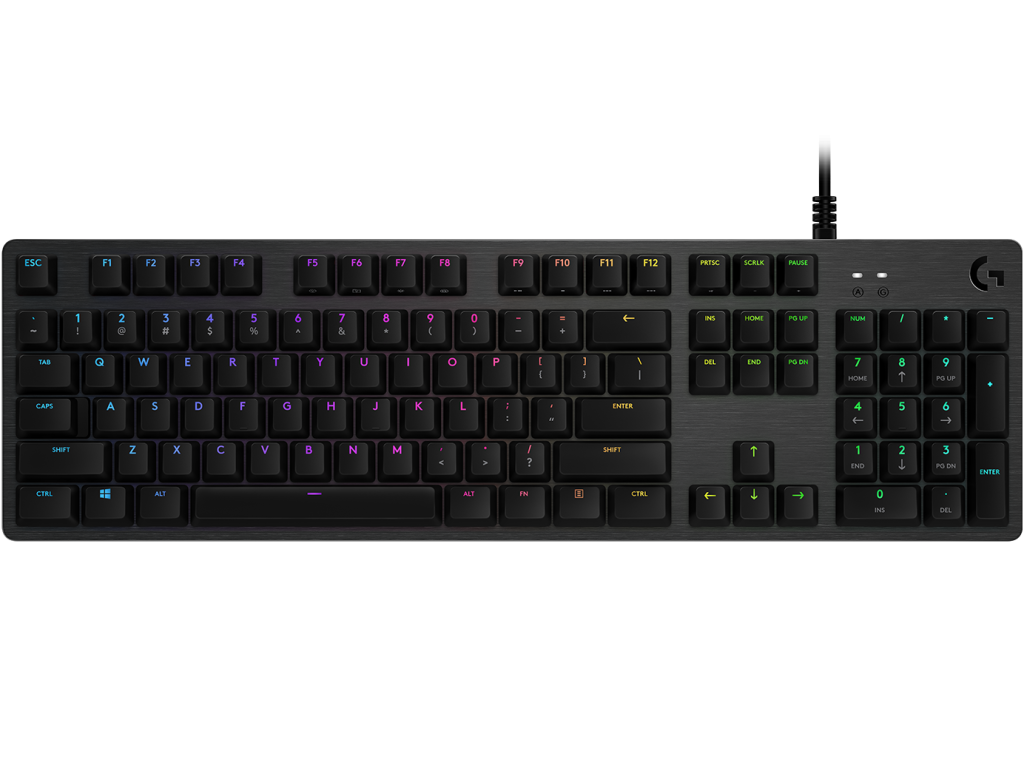 ESC F1 F2 F3 F4 F5 F6 F7 F8 F9 F10 F11 F12 PRTSC SCRLK PAUSE
A G
` 1 2 3 4 5 6 7 8 9 0 - = ← INS HOME PG UP NUM / * -
~ ! @ # $ % ^ & * ( ) _ +
TAB Q W E R T Y U I O P [ ] \ DEL END PG DN 7 8 9 +
{ } | HOME ↑ PG UP
CAPS A S D F G H J K L ; ' ENTER 4 5 6
: " ← →
SHIFT Z X C V B N M , . / SHIFT ↑ 1 2 3 ENTER
< > ? END ↓ PG DN
CTRL ALT ALT FN CTRL ← ↓ → 0 .
INS DEL